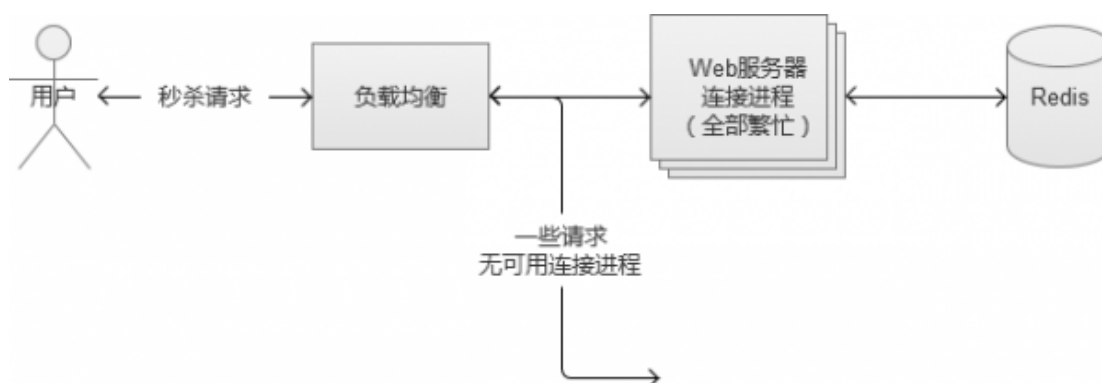 用户
秒杀请求
负载均衡
Web服务器
连接进程
（全部繁忙）
Redis
一些请求
无可用连接进程